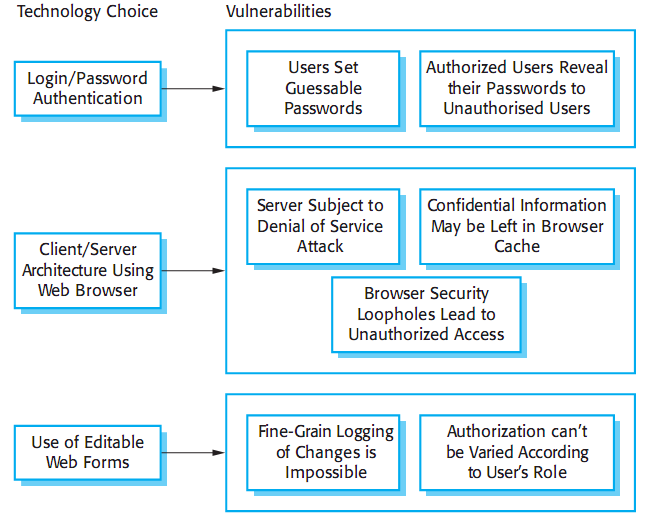 Technology Choice
Vulnerabilities
Login/Password
Authentication
Users Set
Guessable
Passwords
Authorized Users Reveal
their Passwords to
Unauthorised Users
Client/Server
Architecture Using
Web Browser
Server Subject to
Denial of Service
Attack
Confidential Information
May be Left in Browser
Cache
Browser Security
Loopholes Lead to
Unauthorized Access
Use of Editable
Web Forms
Fine-Grain Logging
of Changes is
Impossible
Authorization can't
be Varied According
to User's Role